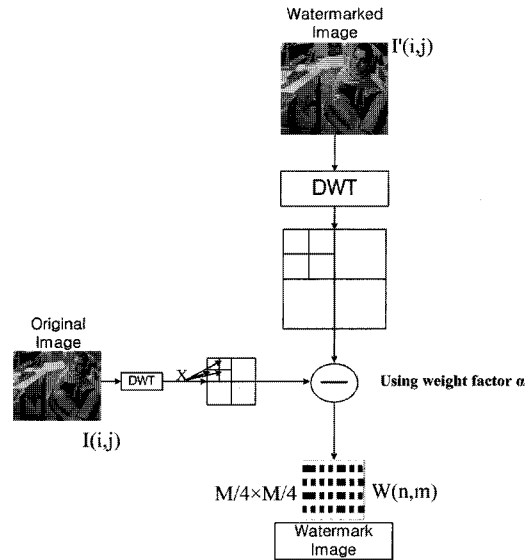 Watermarked
Image
I'(i,j)
DWT
Original
Image
DWT
X
I(i,j)
Using weight factor α
M/4×M/4
W(n,m)
Watermark
Image